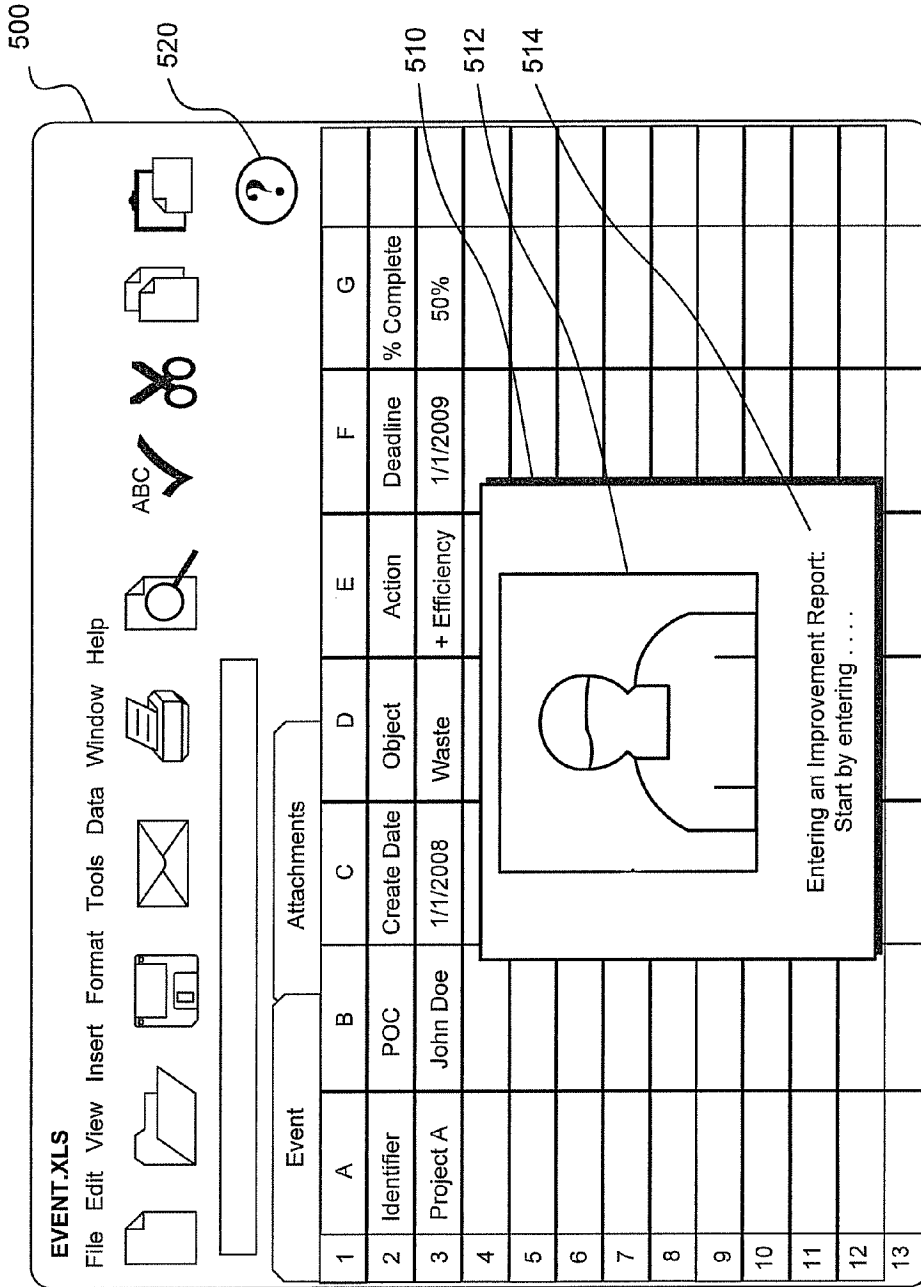 500
EVENT.XLS
File Edit View Insert Format Tools Data Window Help
ABC
?
520
Event Attachments
1 A B C D E F G
2 Identifier POC Create Date Object Action Deadline % Complete
3 Project A John Doe 1/1/2008 Waste + Efficiency 1/1/2009 50%
4
5
6
7
8
9
10
11
12
13
510
512
514
Entering an Improvement Report:
Start by entering . . . .